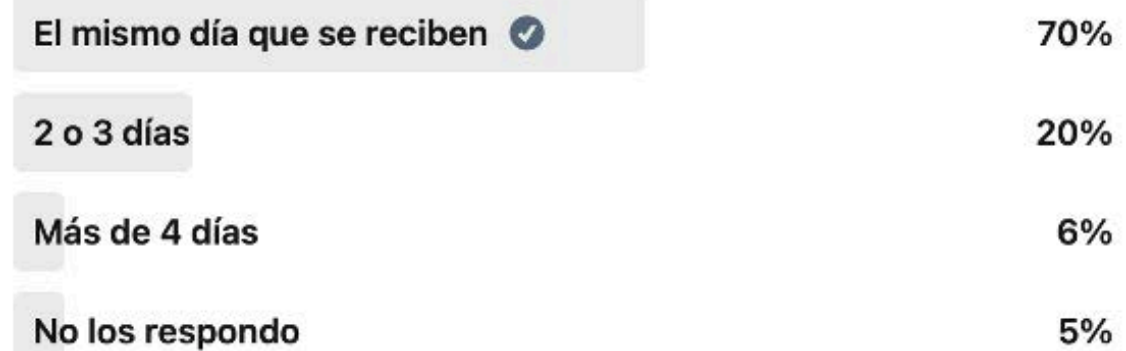 El mismo día que se reciben 70%
2 o 3 días 20%
Más de 4 días 6%
No los respondo 5%